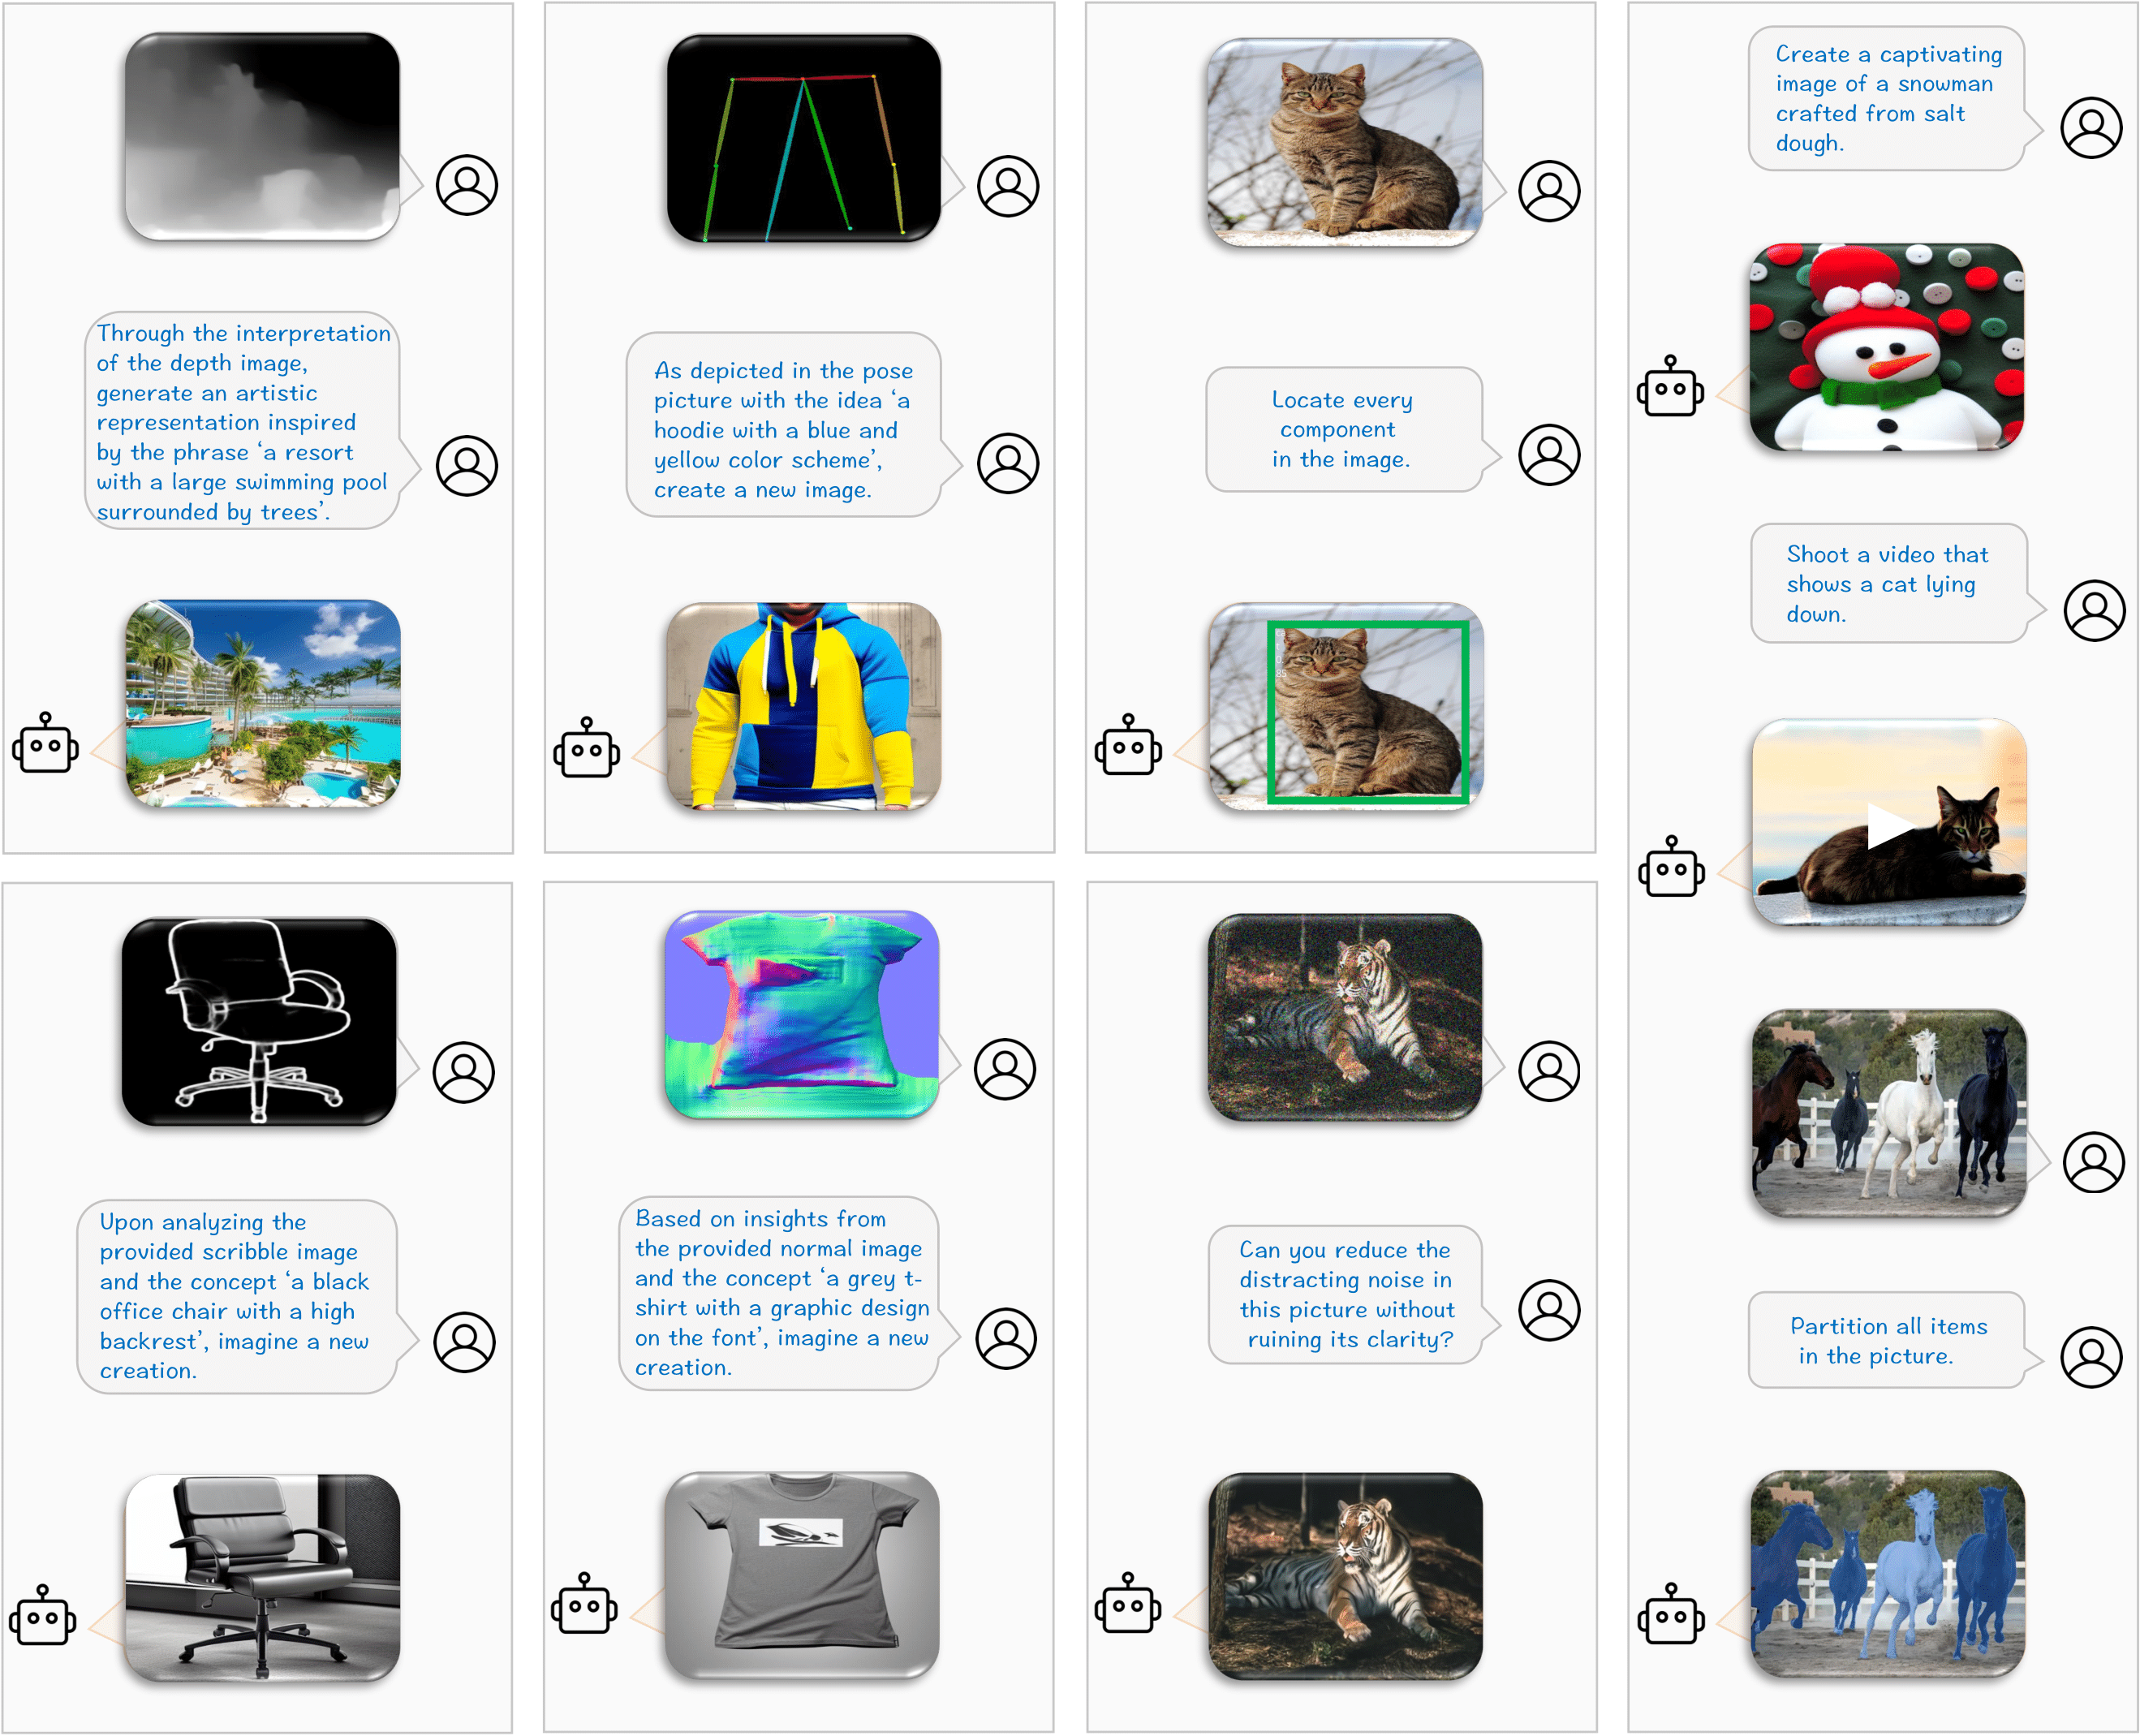 Through the interpretation
of the depth image,
generate an artistic
representation inspired
by the phrase ‘a resort
with a large swimming pool
surrounded by trees’.
As depicted in the pose
picture with the idea ‘a
hoodie with a blue and
yellow color scheme’,
create a new image.
Locate every
component
in the image.
85
Create a captivating
image of a snowman
crafted from salt
dough.
Shoot a video that
shows a cat lying
down.
Partition all items
in the picture.
Upon analyzing the
provided scribble image
and the concept ‘a black
office chair with a high
backrest’, imagine a new
creation.
Based on insights from
the provided normal image
and the concept ‘a grey t-
shirt with a graphic design
on the font’, imagine a new
creation.
Can you reduce the
distracting noise in
this picture without
ruining its clarity?